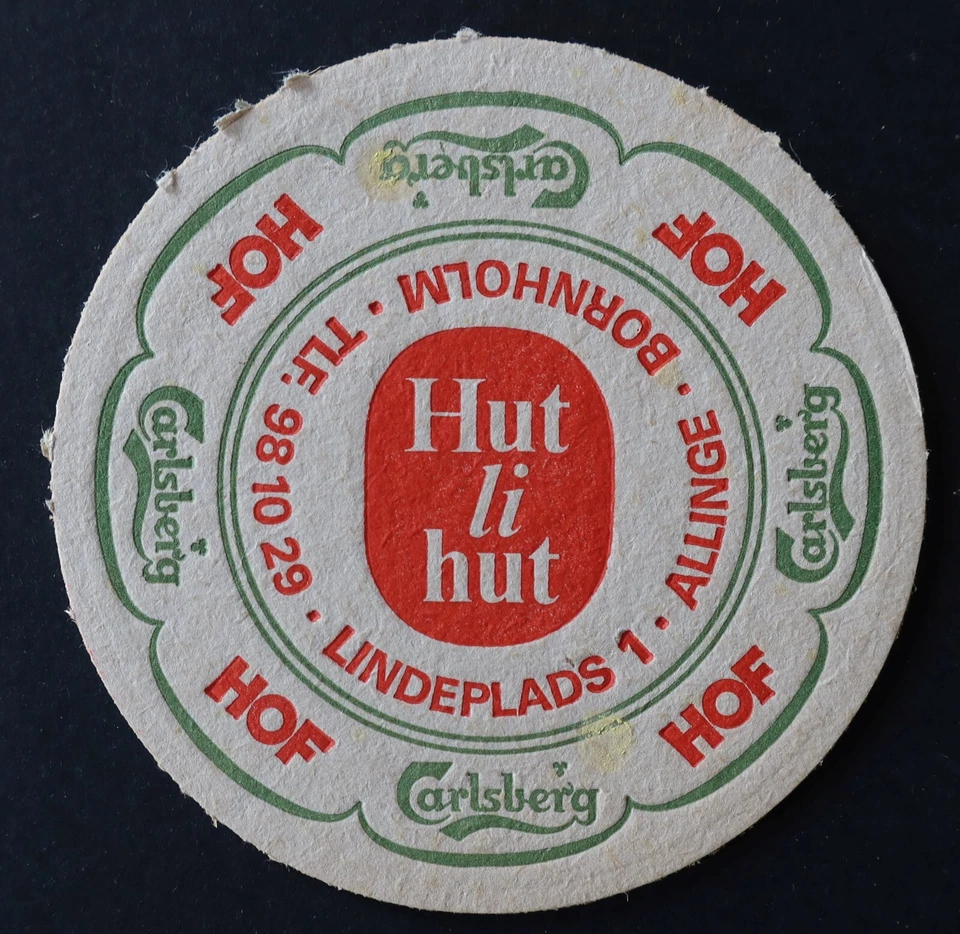 Carlsberg
HOF
Carlsberg
HOF
Carlsberg
HOF
Carlsberg
HOF
LINDEPLADS 1 · ALLINGE · BORNHOLM · TLF. 98 10 29 ·
Hut
li
hut